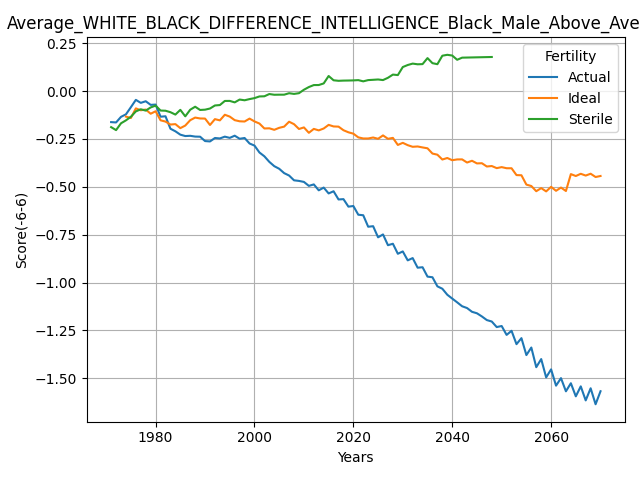 Average_WHITE_BLACK_DIFFERENCE_INTELLIGENCE_Black_Male_Above_Ave
0.25
0.00
−0.25
−0.50
−0.75
−1.00
−1.25
−1.50
Score(-6-6)
Fertility
Actual
Ideal
Sterile
1980
2000
2020
2040
2060
Years